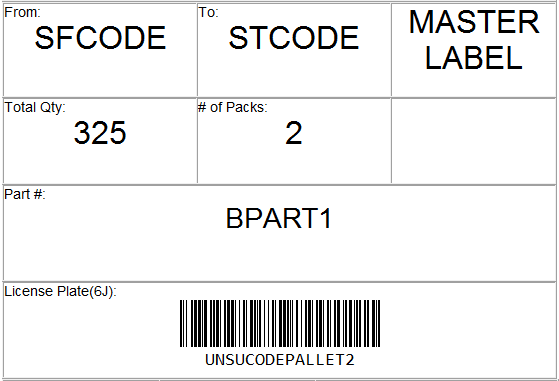 From:
SFCODE
To:
STCODE
MASTER
LABEL
Total Qty:
325
# of Packs:
2
Part #:
BPART1
License Plate(6J):
UNSUCODEPALLET2